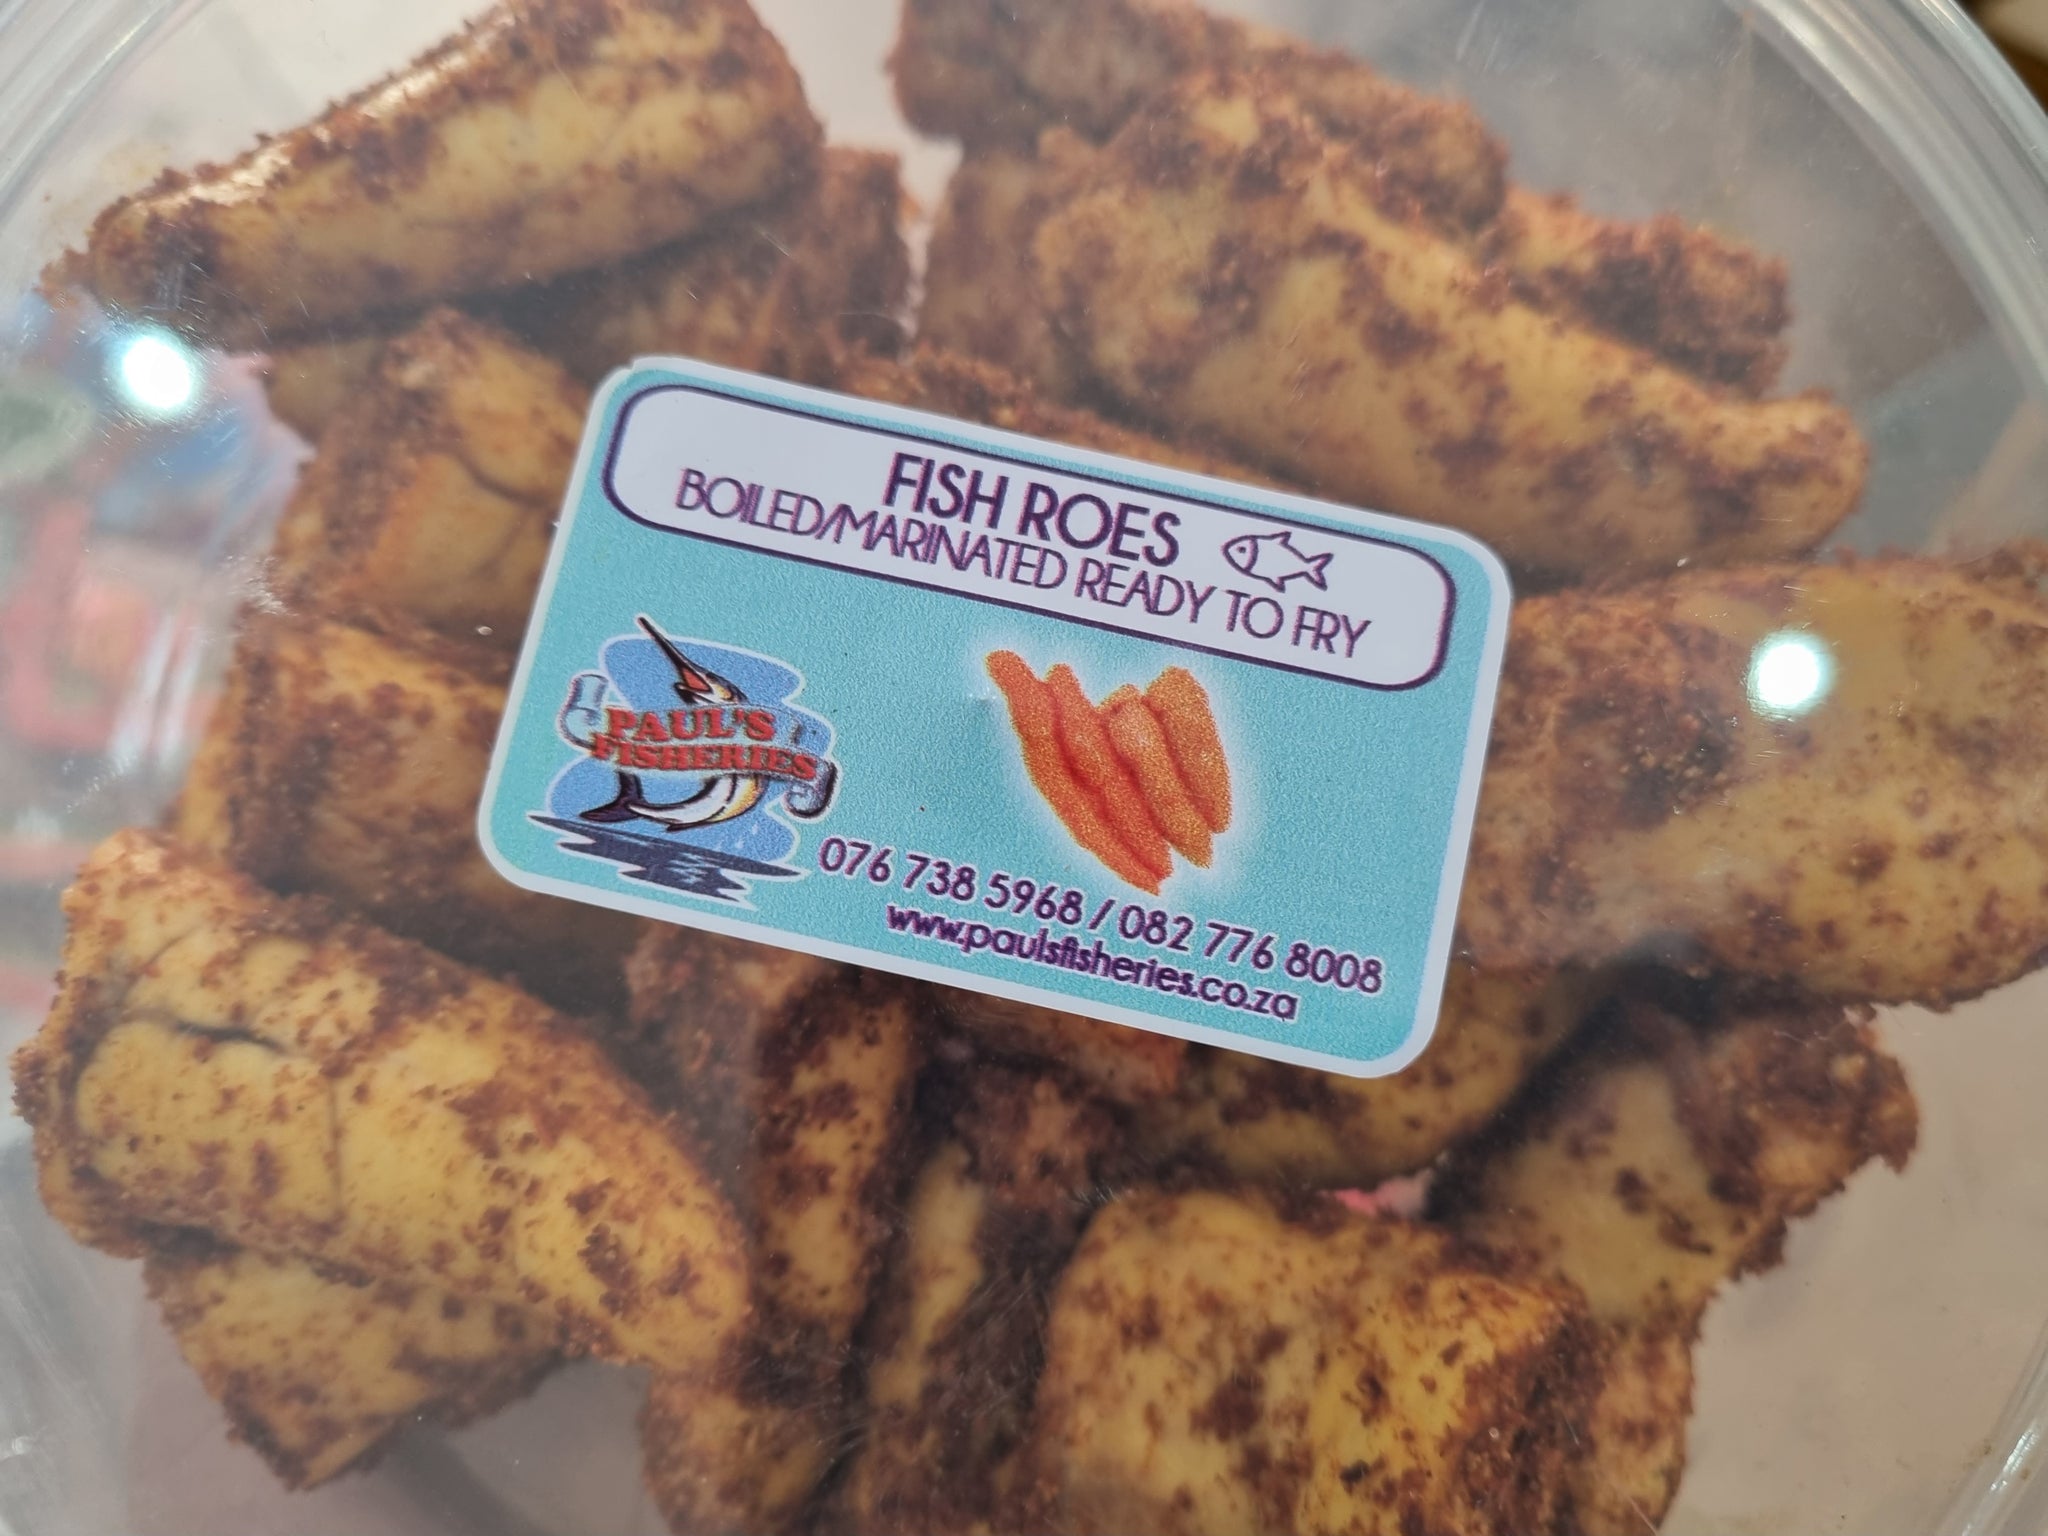 FISH ROES
BOILED/MARINATED READY TO FRY
PAUL'S
FISHERIES
076 738 5968 / 082 776 8008
www.paulsfisheries.co.za